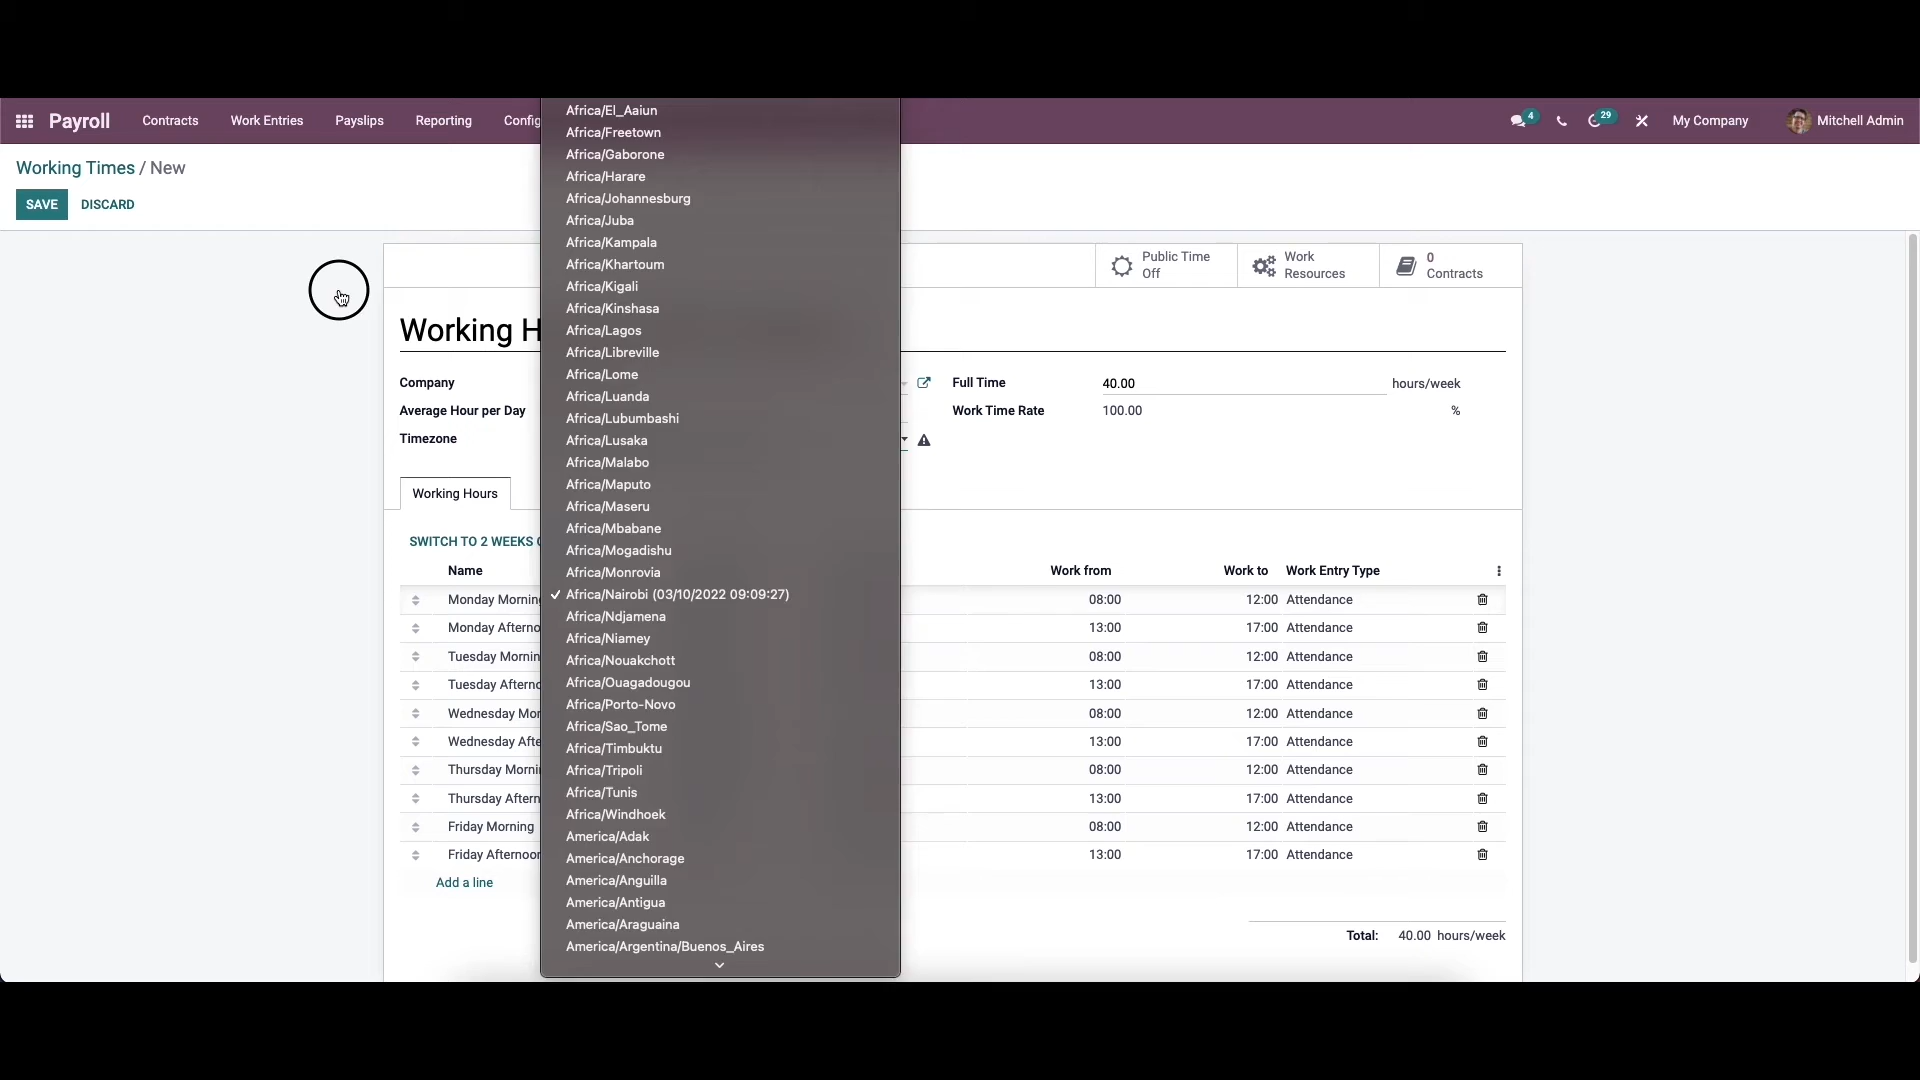 Payroll
Contracts
Work Entries
Payslips
Reporting
Config
4
29
My Company
Mitchell Admin
Working Times / New
SAVE
DISCARD
Public Time Off
Work Resources
0 Contracts
Working H
Company
Average Hour per Day
Timezone
Full Time 40.00 hours/week
Work Time Rate 100.00 %
Working Hours
SWITCH TO 2 WEEKS
Name Work from Work to Work Entry Type
Monday Morning 08:00 12:00 Attendance
Monday Afterno 13:00 17:00 Attendance
Tuesday Mornin 08:00 12:00 Attendance
Tuesday Afterno 13:00 17:00 Attendance
Wednesday Mor 08:00 12:00 Attendance
Wednesday Afte 13:00 17:00 Attendance
Thursday Morni 08:00 12:00 Attendance
Thursday Aftern 13:00 17:00 Attendance
Friday Morning 08:00 12:00 Attendance
Friday Afternoon 13:00 17:00 Attendance
Add a line
Total: 40.00 hours/week
Africa/El_Aaiun
Africa/Freetown
Africa/Gaborone
Africa/Harare
Africa/Johannesburg
Africa/Juba
Africa/Kampala
Africa/Khartoum
Africa/Kigali
Africa/Kinshasa
Africa/Lagos
Africa/Libreville
Africa/Lome
Africa/Luanda
Africa/Lubumbashi
Africa/Lusaka
Africa/Malabo
Africa/Maputo
Africa/Maseru
Africa/Mbabane
Africa/Mogadishu
Africa/Monrovia
✓ Africa/Nairobi (03/10/2022 09:09:27)
Africa/Ndjamena
Africa/Niamey
Africa/Nouakchott
Africa/Ouagadougou
Africa/Porto-Novo
Africa/Sao_Tome
Africa/Timbuktu
Africa/Tripoli
Africa/Tunis
Africa/Windhoek
America/Adak
America/Anchorage
America/Anguilla
America/Antigua
America/Araguaina
America/Argentina/Buenos_Aires